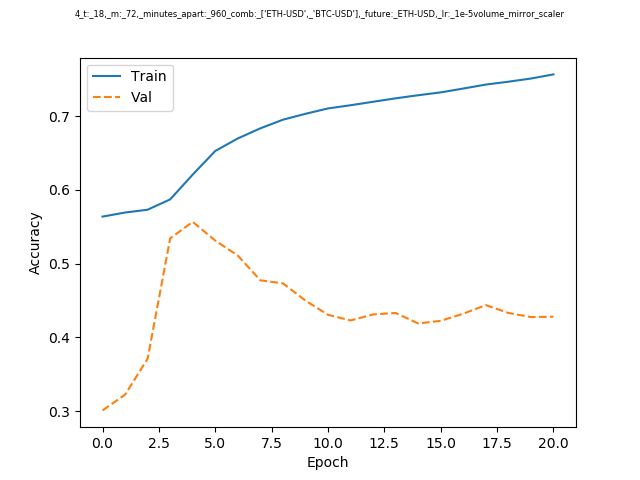 4_t:_18,_m:_72,_minutes_apart:_960_comb:_['ETH-USD',_'BTC-USD'],_future:_ETH-USD,_lr:_1e-5volume_mirror_scaler
Train
Val
Accuracy
0.7
0.6
0.5
0.4
0.3
0.0 2.5 5.0 7.5 10.0 12.5 15.0 17.5 20.0
Epoch